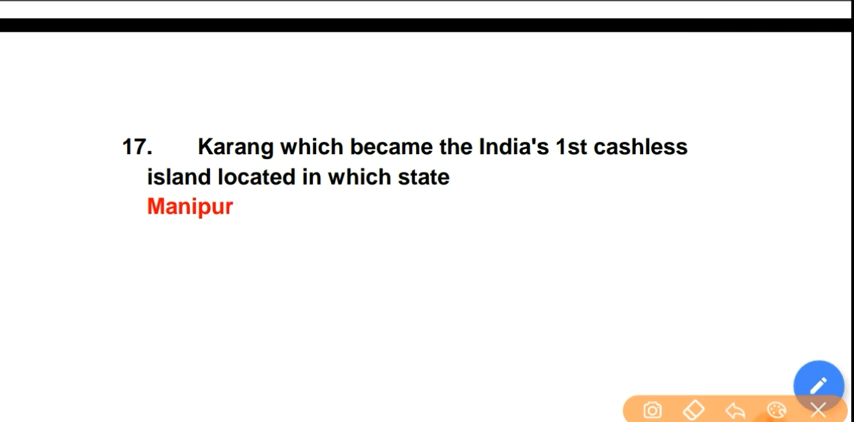 17. Karang which became the India's 1st cashless
island located in which state
Manipur